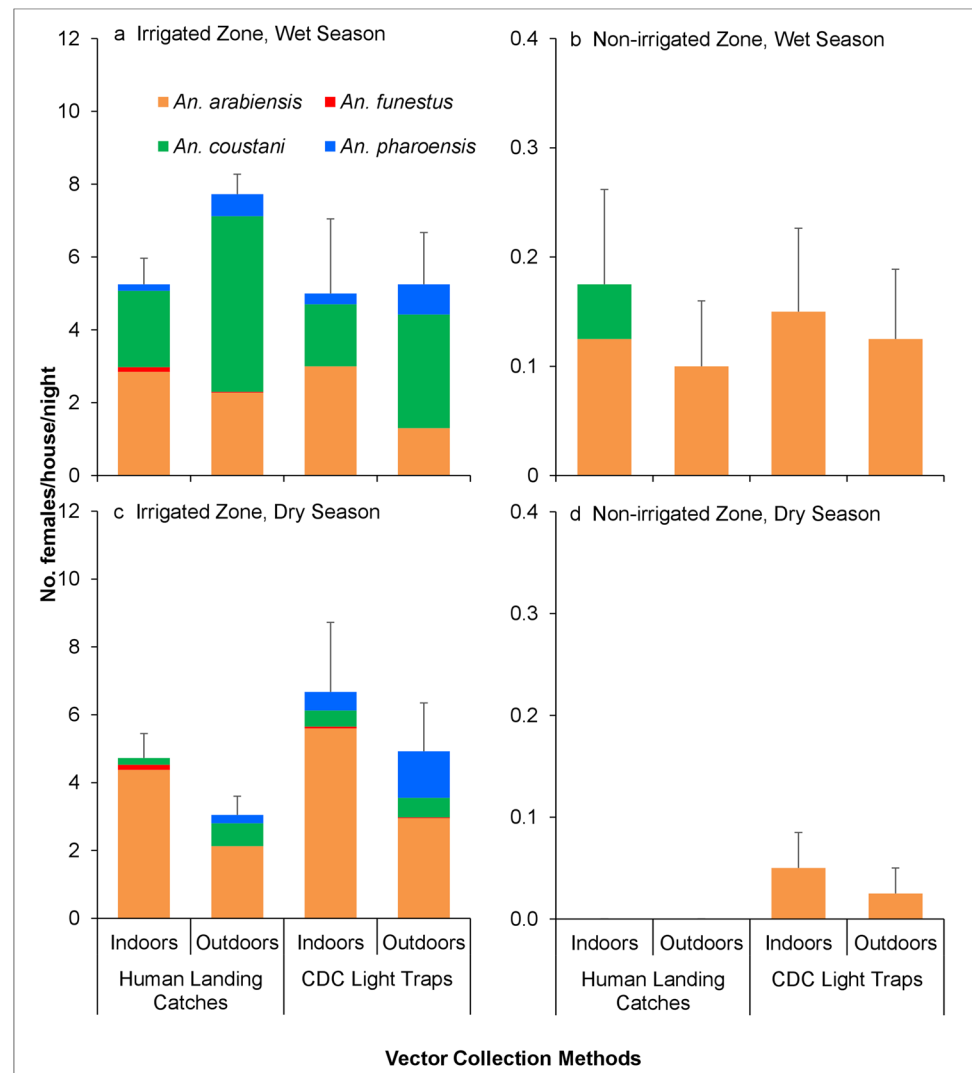 a Irrigated Zone, Wet Season
12
10
8
6
4
2
0
An. arabiensis
An. funestus
An. coustani
An. pharoensis
b Non-irrigated Zone, Wet Season
0.4
0.3
0.2
0.1
0
No. females/house/night
c Irrigated Zone, Dry Season
12
10
8
6
4
2
0
d Non-irrigated Zone, Dry Season
0.4
0.3
0.2
0.1
0.0
Indoors Outdoors Indoors Outdoors
Human Landing Catches
CDC Light Traps
Indoors Outdoors Indoors Outdoors
Human Landing Catches
CDC Light Traps
Vector Collection Methods